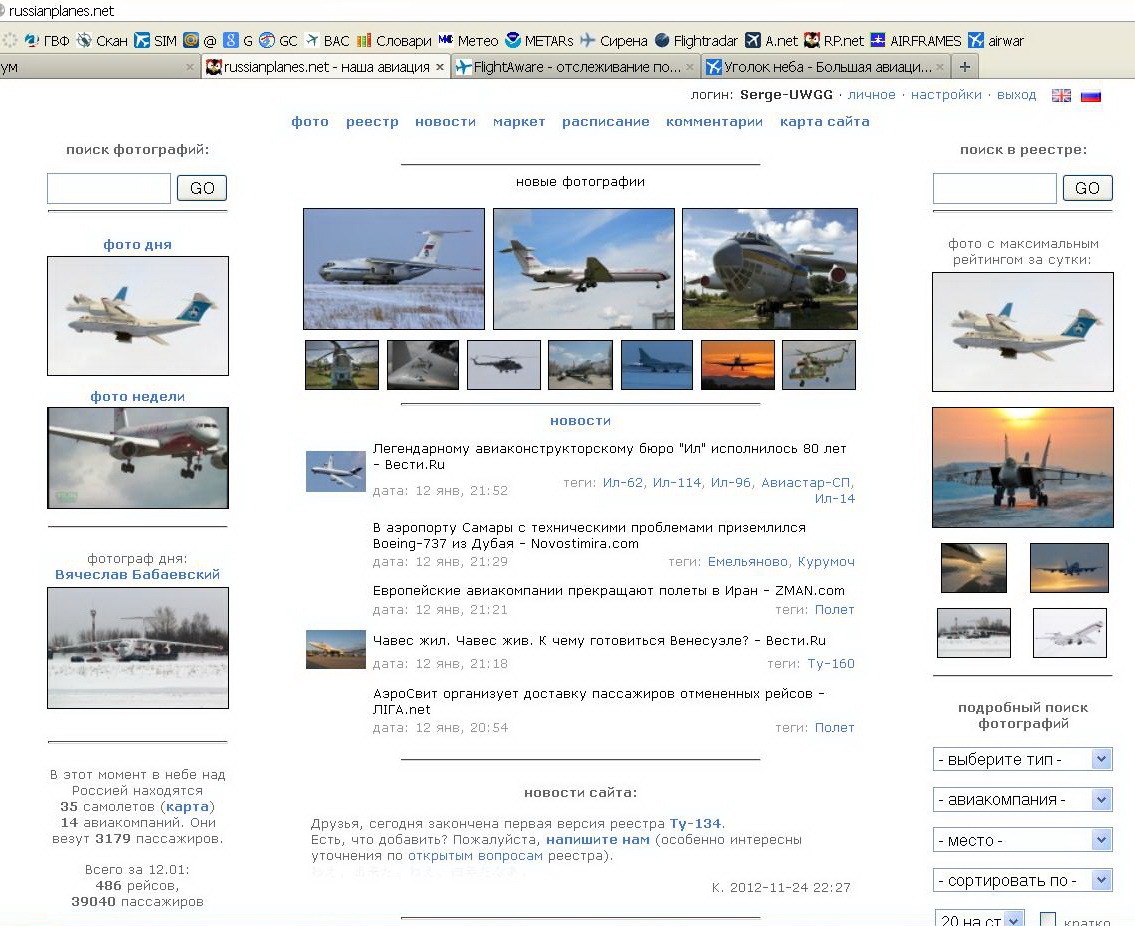 russianplanes.net
ГВФ Скан SIM @ G GC BAC Словари Метео METARs Сирена Flightradar A.net RP.net AIRFRAMES airwar
ум russianplanes.net - наша авиация FlightAware - отслеживание по... Уголок неба - Большая авиаци...
логин: Serge-UWGG · личное · настройки · выход
фото реестр новости маркет расписание комментарии карта сайта
поиск фотографий:
GO
фото дня
фото недели
фотограф дня:
Вячеслав Бабаевский
В этот момент в небе над
Россией находятся
35 самолетов (карта)
14 авиакомпаний. Они
везут 3179 пассажиров.
Всего за 12.01:
486 рейсов,
39040 пассажиров
новые фотографии
новости
Легендарному авиаконструкторскому бюро "Ил" исполнилось 80 лет
- Вести.Ru
дата: 12 янв, 21:52 теги: Ил-62, Ил-114, Ил-96, Авиастар-СП,
Ил-14
В аэропорту Самары с техническими проблемами приземлился
Boeing-737 из Дубая - Novostimira.com
дата: 12 янв, 21:29 теги: Емельяново, Курумоч
Европейские авиакомпании прекращают полеты в Иран - ZMAN.com
дата: 12 янв, 21:21 теги: Полет
Чавес жил. Чавес жив. К чему готовиться Венесуэле? - Вести.Ru
дата: 12 янв, 21:18 теги: Ту-160
АэроСвит организует доставку пассажиров отмененных рейсов -
ЛІГА.net
дата: 12 янв, 20:54 теги: Полет
новости сайта:
Друзья, сегодня закончена первая версия реестра Ту-134.
Есть, что добавить? Пожалуйста, напишите нам (особенно интересны
уточнения по открытым вопросам реестра).
К. 2012-11-24 22:27
поиск в реестре:
GO
фото с максимальным
рейтингом за сутки:
подробный поиск
фотографий
- выберите тип -
- авиакомпания -
- место -
- сортировать по -
20 на ст кратко